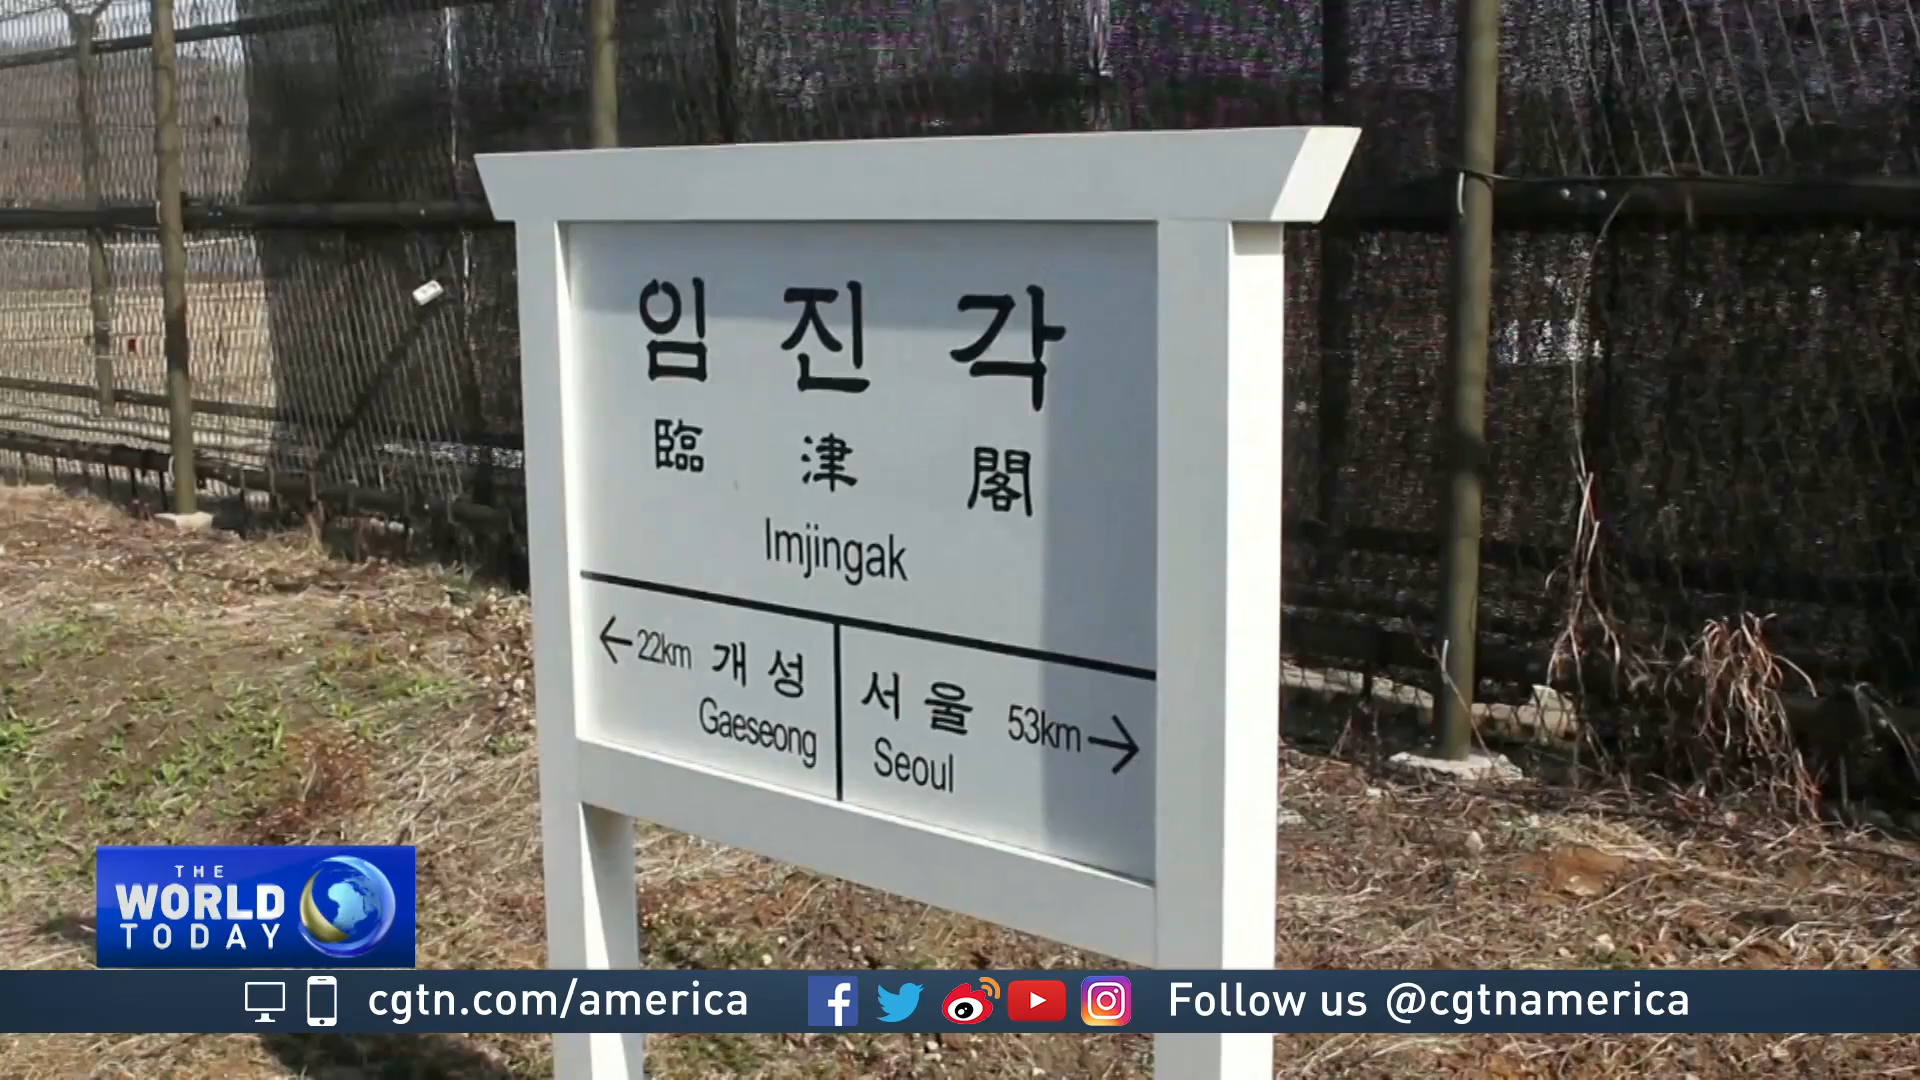 임 진 각
臨 津 閣
Imjingak
←22km 개 성
Gaeseong
서 울 53km→
Seoul
THE
WORLD
TODAY
cgtn.com/america
Follow us @cgtnamerica